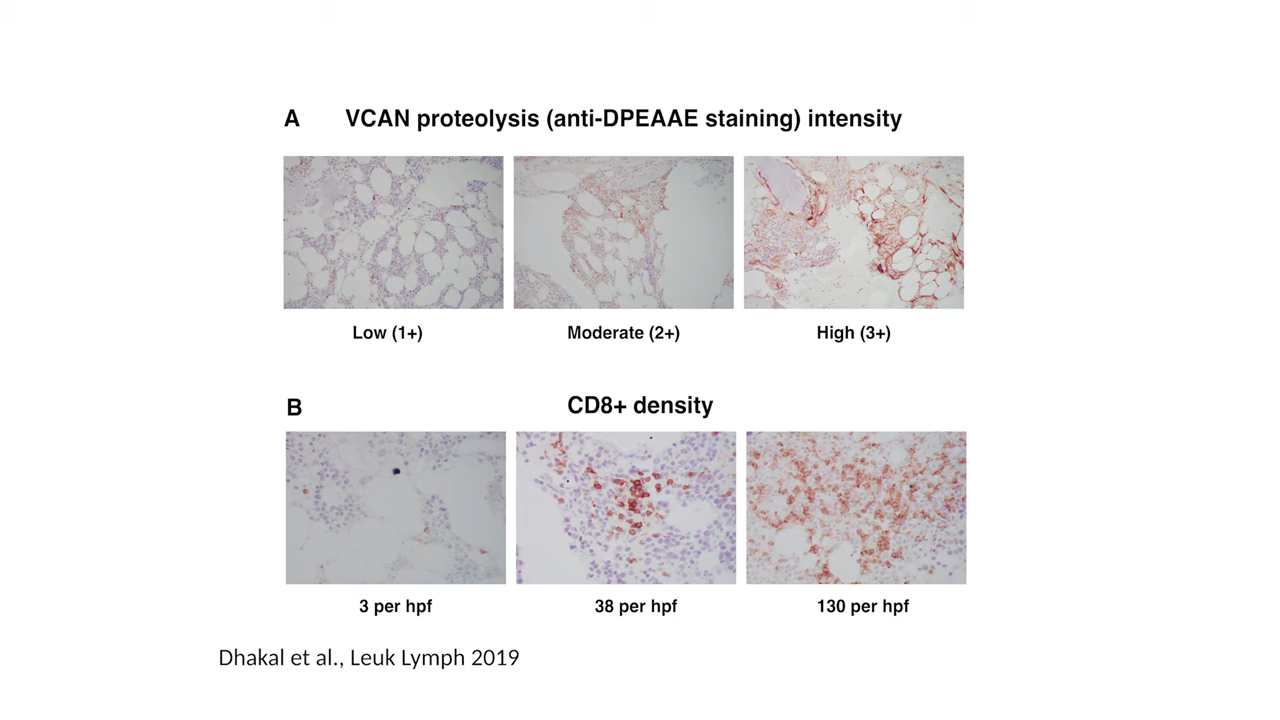 A VCAN proteolysis (anti-DPEAAE staining) intensity
Low (1+) Moderate (2+) High (3+)
B CD8+ density
3 per hpf 38 per hpf 130 per hpf
Dhakal et al., Leuk Lymph 2019